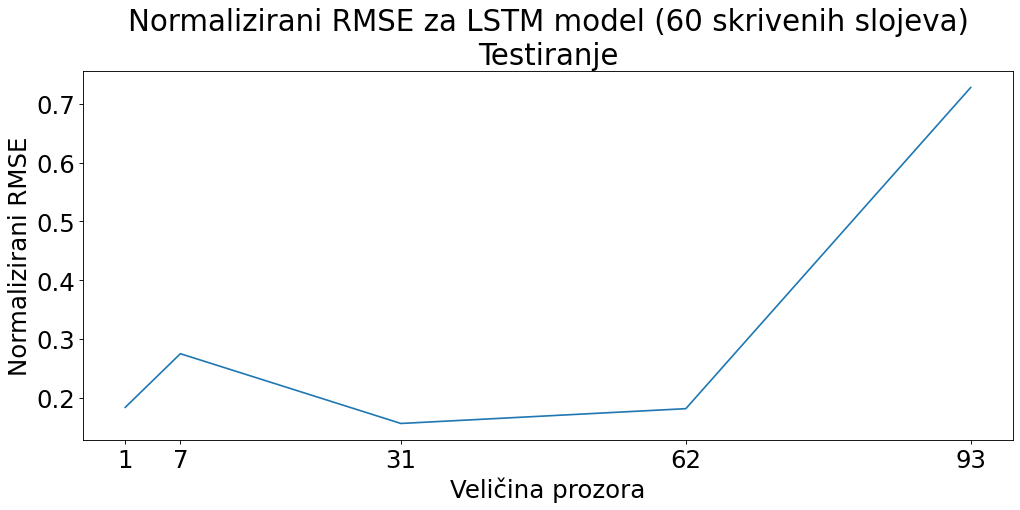 Normalizirani RMSE za LSTM model (60 skrivenih slojeva)
Testiranje
Normalizirani RMSE
0.7
0.6
0.5
0.4
0.3
0.2
1 7 31 62 93
Veličina prozora